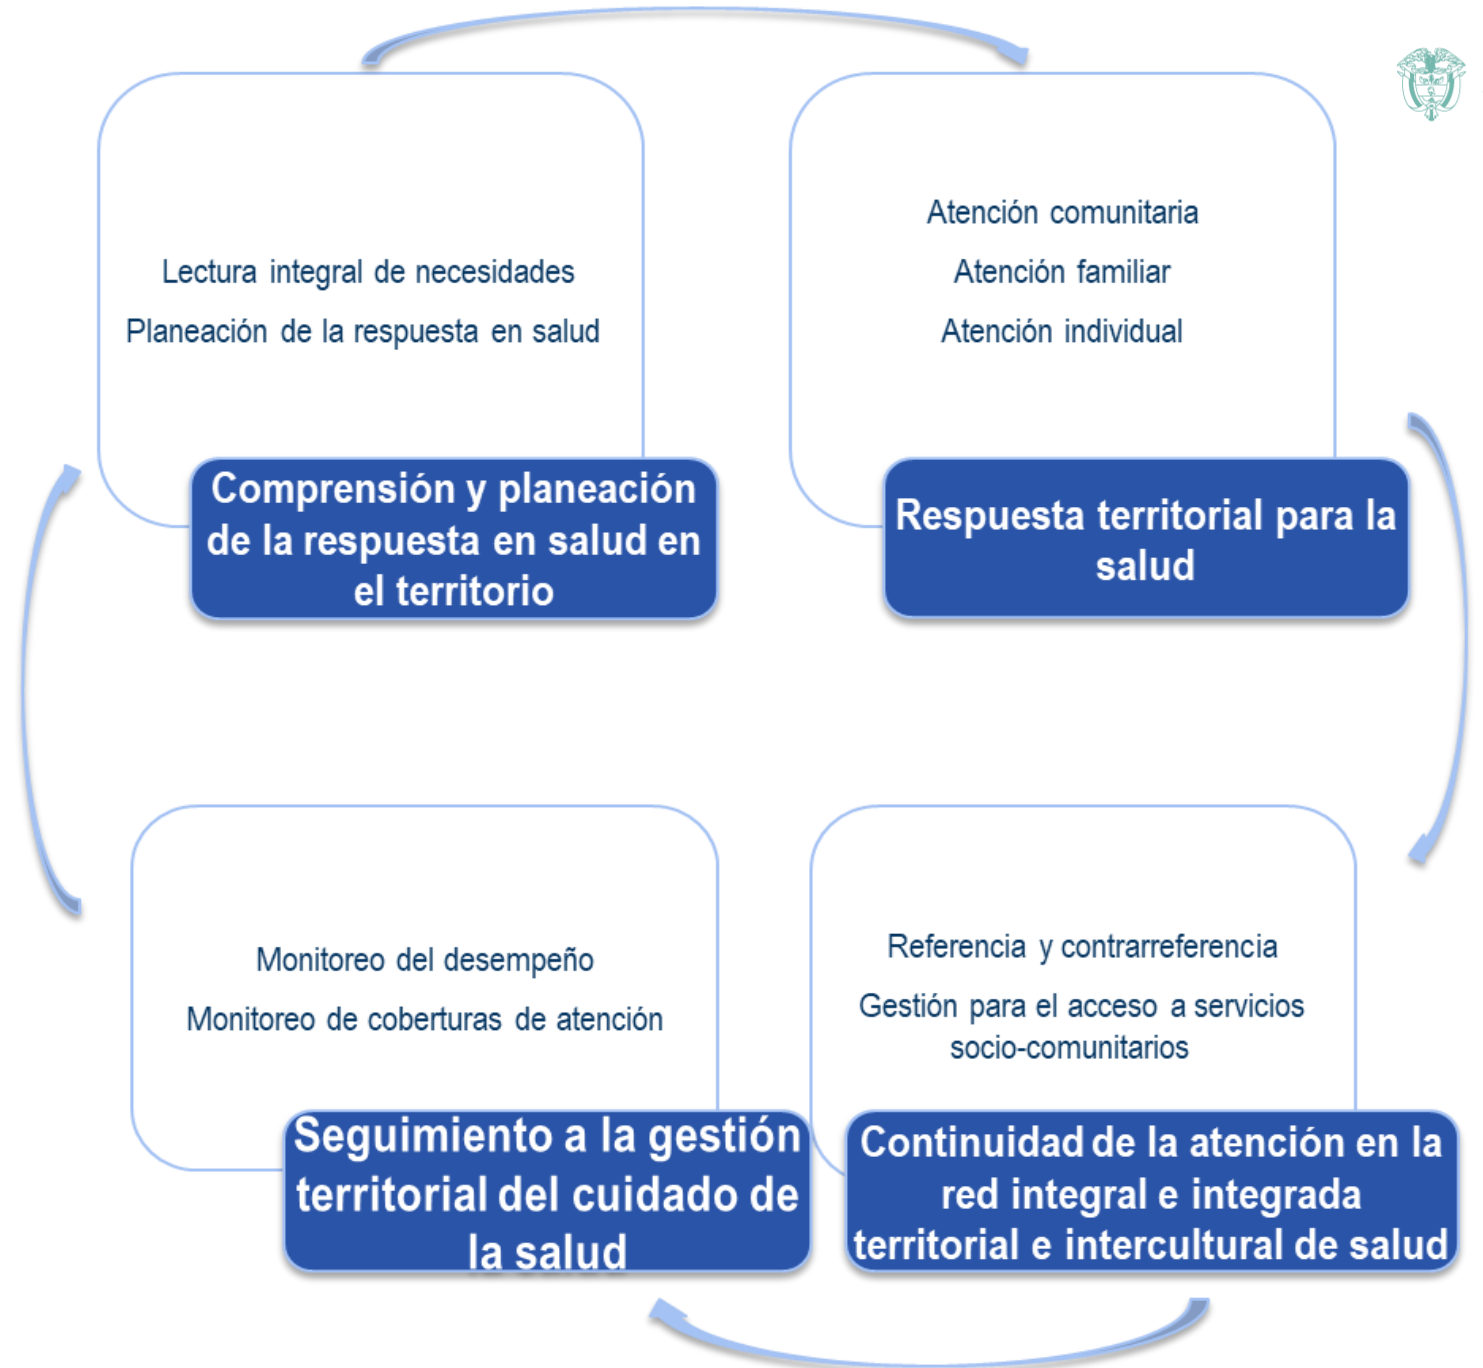 Lectura integral de necesidades
Planeación de la respuesta en salud
Comprensión y planeación
de la respuesta en salud en
el territorio
Atención comunitaria
Atención familiar
Atención individual
Respuesta territorial para la
salud
Monitoreo del desempeño
Monitoreo de coberturas de atención
Seguimiento a la gestión
territorial del cuidado de
la salud
Referencia y contrarreferencia
Gestión para el acceso a servicios
socio-comunitarios
Continuidad de la atención en la
red integral e integrada
territorial e intercultural de salud